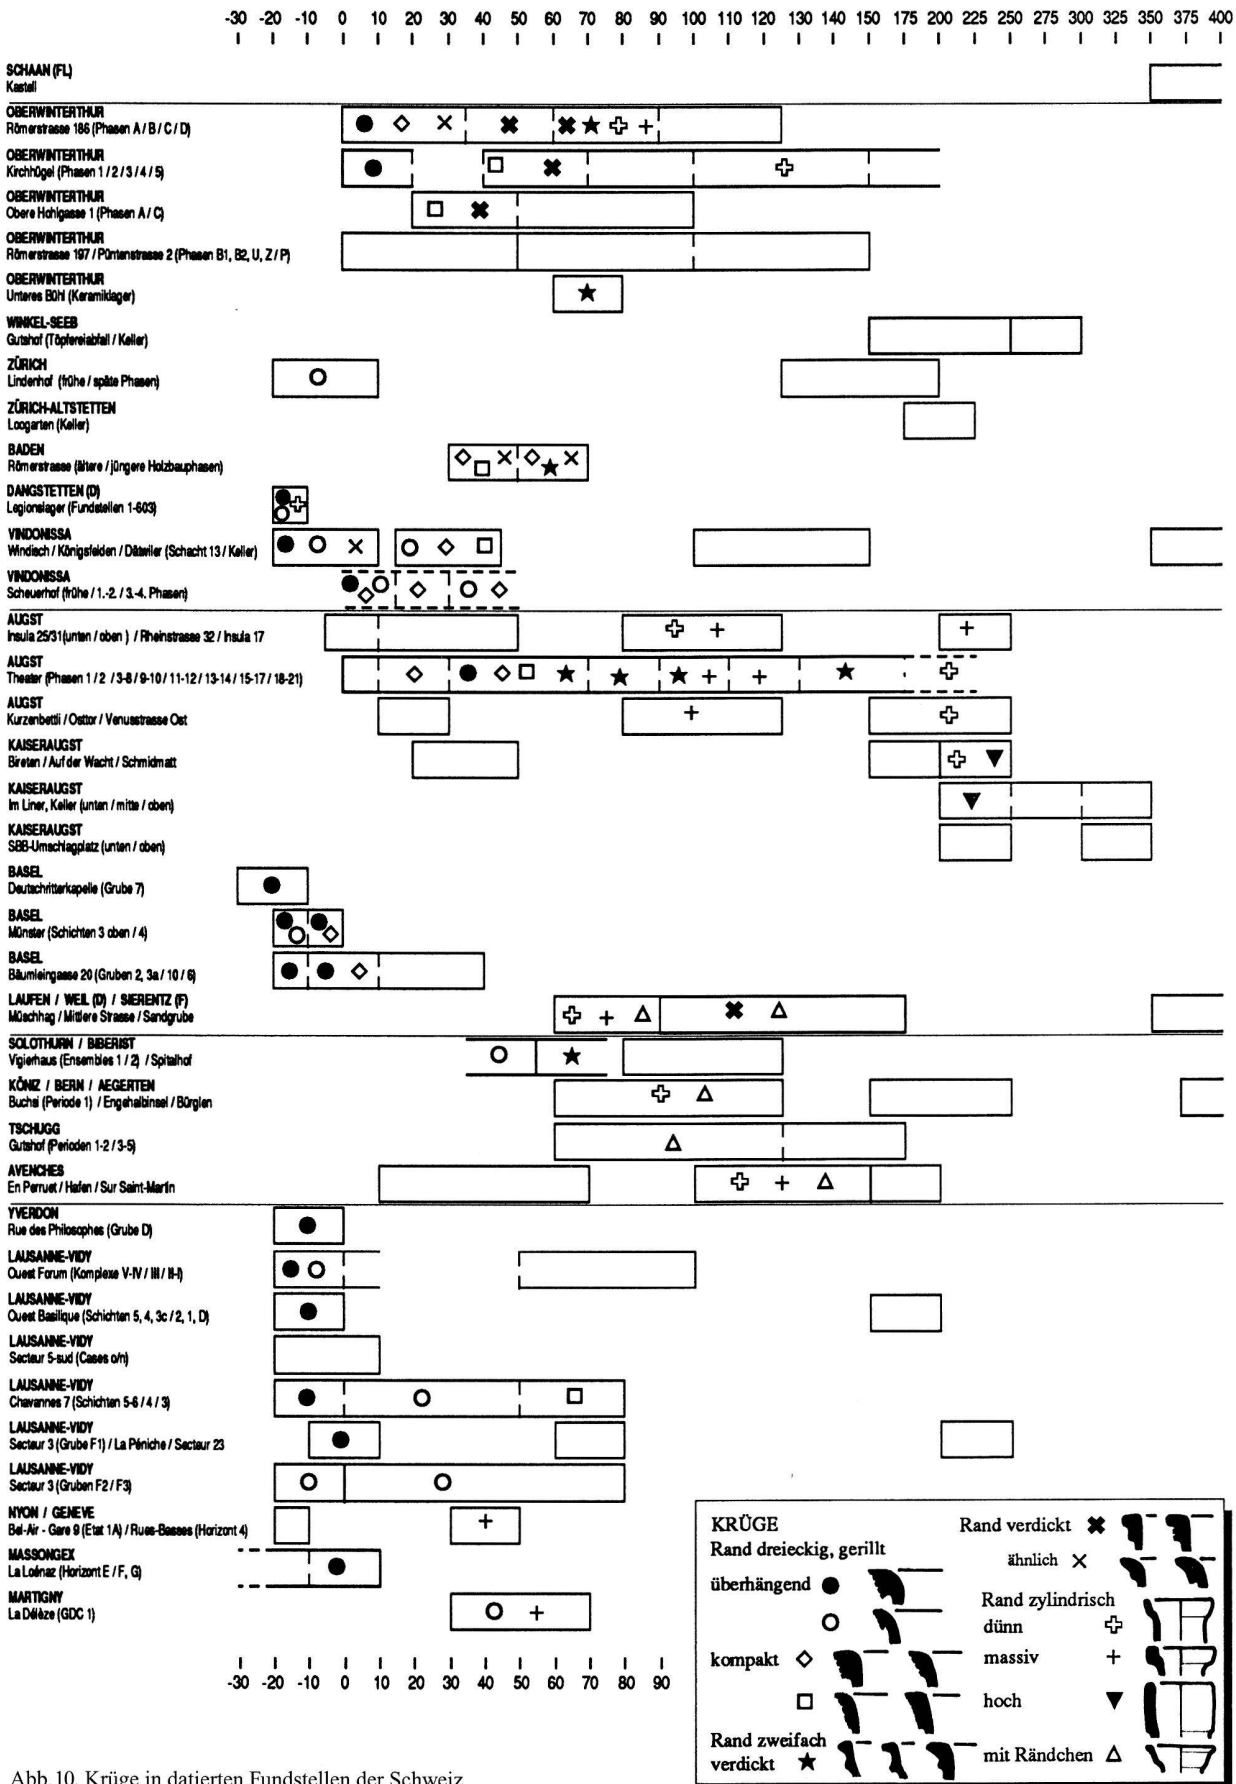 -30 -20 -10 0 10 20 30 40 50 60 70 80 90 100 110 120 130 140 150 175 200 225 250 275 300 325 350 375 400
SCHAAN (FL)
Kastell
OBERWINTERTHUR
Römerstrasse 186 (Phasen A / B / C / D)
OBERWINTERTHUR
Kirchhügel (Phasen 1 / 2 / 3 / 4 / 5)
OBERWINTERTHUR
Obere Hohlgasse 1 (Phasen A / C)
OBERWINTERTHUR
Römerstrasse 197 / Püntenstrasse 2 (Phasen B1, B2, U, Z / P)
OBERWINTERTHUR
Unteres Bühl (Keramiklager)
WINKEL-SEEB
Gutshof (Töpfereiabfall / Keller)
ZÜRICH
Lindenhof (frühe / späte Phasen)
ZÜRICH-ALTSTETTEN
Loogarten (Keller)
BADEN
Römerstrasse (ältere / jüngere Holzbauphasen)
DANGSTETTEN (D)
Legionslager (Fundstellen 1-603)
VINDONISSA
Windisch / Königsfelden / Dätwiler (Schacht 13 / Keller)
VINDONISSA
Scheuerhof (frühe / 1.-2. / 3.-4. Phasen)
AUGST
Insula 25/31(unten / oben ) / Rheinstrasse 32 / Insula 17
AUGST
Theater (Phasen 1 / 2 / 3-8 / 9-10 / 11-12 / 13-14 / 15-17 / 18-21)
AUGST
Kurzenbettli / Osttor / Venusstrasse Ost
KAISERAUGST
Bireten / Auf der Wacht / Schmidmatt
KAISERAUGST
Im Liner, Keller (unten / mitte / oben)
KAISERAUGST
SBB-Umschlagplatz (unten / oben)
BASEL
Deutschritterkapelle (Grube 7)
BASEL
Münster (Schichten 3 oben / 4)
BASEL
Bäumleingasse 20 (Gruben 2, 3a / 10 / 6)
LAUFEN / WEIL (D) / SIERENTZ (F)
Müschhag / Mittlere Strasse / Sandgrube
SOLOTHURN / BIBERIST
Vigierhaus (Ensembles 1 / 2) / Spitalhof
KÖNIZ / BERN / AEGERTEN
Buchsi (Periode 1) / Engehalbinsel / Bürglen
TSCHUGG
Gutshof (Perioden 1-2 / 3-5)
AVENCHES
En Perruet / Hafen / Sur Saint-Martin
YVERDON
Rue des Philosophes (Grube D)
LAUSANNE-VIDY
Ouest Forum (Komplexe V-IV / III / II-I)
LAUSANNE-VIDY
Ouest Basilique (Schichten 5, 4, 3c / 2, 1, D)
LAUSANNE-VIDY
Secteur 5-sud (Cases o/n)
LAUSANNE-VIDY
Chavannes 7 (Schichten 5-6 / 4 / 3)
LAUSANNE-VIDY
Secteur 3 (Grube F1) / La Péniche / Secteur 23
LAUSANNE-VIDY
Secteur 3 (Gruben F2 / F3)
NYON / GENEVE
Bel-Air - Gare 9 (Etat 1A) / Rues-Basses (Horizont 4)
MASSONGEX
La Loénaz (Horizont E / F, G)
MARTIGNY
La Délèze (GDC 1)
-30 -20 -10 0 10 20 30 40 50 60 70 80 90
KRÜGE
Rand dreieckig, gerillt
überhängend
kompakt
Rand zweifach
verdickt
Rand verdickt
ähnlich
Rand zylindrisch
dünn
massiv
hoch
mit Rändchen
Abb.10. Krüge in datierten Fundstellen der Schweiz